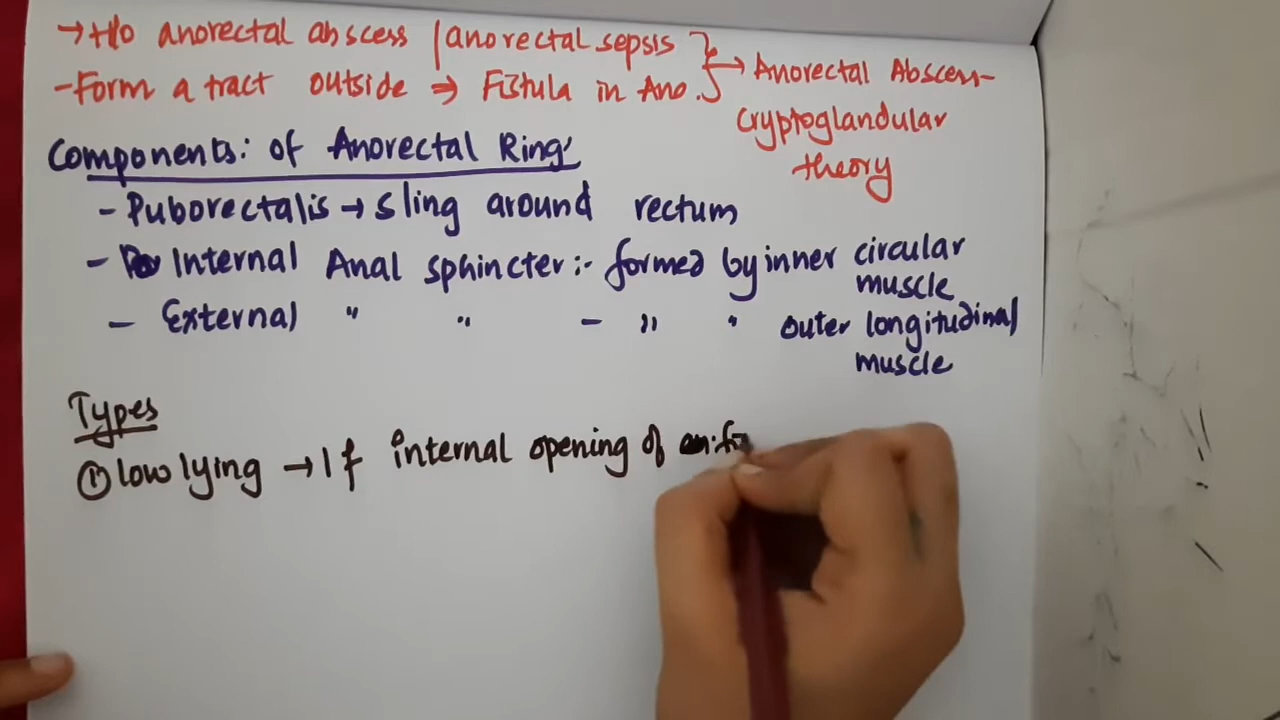 → H/o anorectal abscess / anorectal sepsis
- Form a tract outside ⇒ Fistula in Ano.
→ Anorectal Abscess-
cryptoglandular
theory
Components: of Anorectal Ring
- Puborectalis → sling around rectum
- Internal Anal sphincter :- formed by inner circular
muscle
- External " " - " " outer longitudinal
muscle
Types
① low lying → If internal opening of